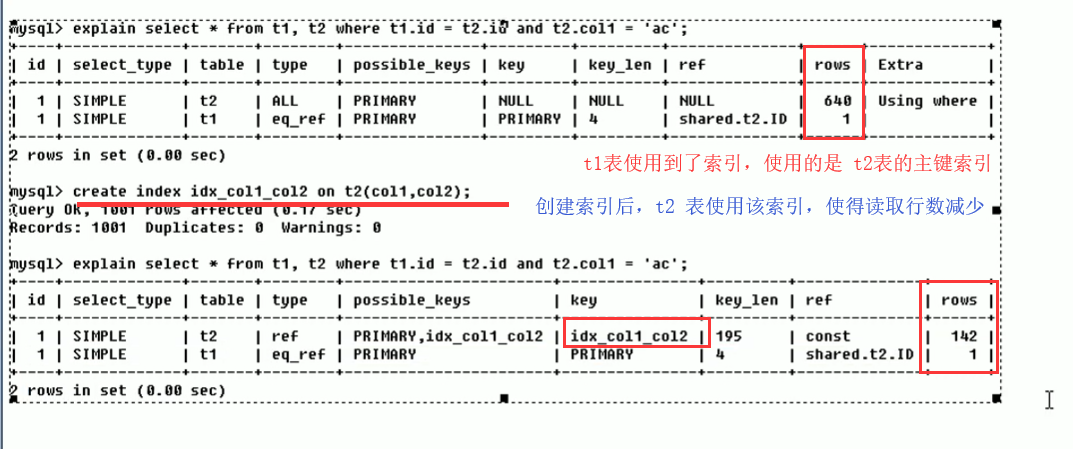 mysql> explain select * from t1, t2 where t1.id = t2.id and t2.col1 = 'ac';
| id | select_type | table | type | possible_keys | key | key_len | ref | rows | Extra |
| 1 | SIMPLE | t2 | ALL | PRIMARY | NULL | NULL | NULL | 640 | Using where |
| 1 | SIMPLE | t1 | eq_ref | PRIMARY | PRIMARY | 4 | shared.t2.ID | 1 | |
2 rows in set (0.00 sec)
t1表使用到了索引，使用的是 t2表的主键索引
mysql> create index idx_col1_col2 on t2(col1,col2);
Query OK, 1001 rows affected (0.17 sec)
创建索引后，t2 表使用该索引，使得读取行数减少
Records: 1001 Duplicates: 0 Warnings: 0
mysql> explain select * from t1, t2 where t1.id = t2.id and t2.col1 = 'ac';
| id | select_type | table | type | possible_keys | key | key_len | ref | rows |
| 1 | SIMPLE | t2 | ref | PRIMARY,idx_col1_col2 | idx_col1_col2 | 195 | const | 142 |
| 1 | SIMPLE | t1 | eq_ref | PRIMARY | PRIMARY | 4 | shared.t2.ID | 1 |
2 rows in set (0.00 sec)